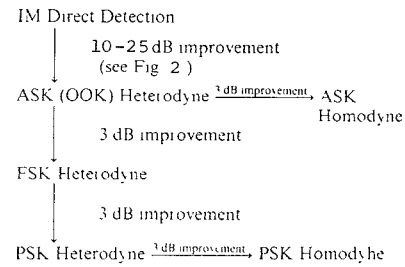 IM Direct Detection
10-25dB improvement
(see Fig 2 )
ASK (OOK) Heterodyne 3 dB improvement ASK
Homodyne
3 dB improvement
FSK Heterodyne
3 dB improvement
PSK Heterodyne 3 dB improvement PSK Homodyhe